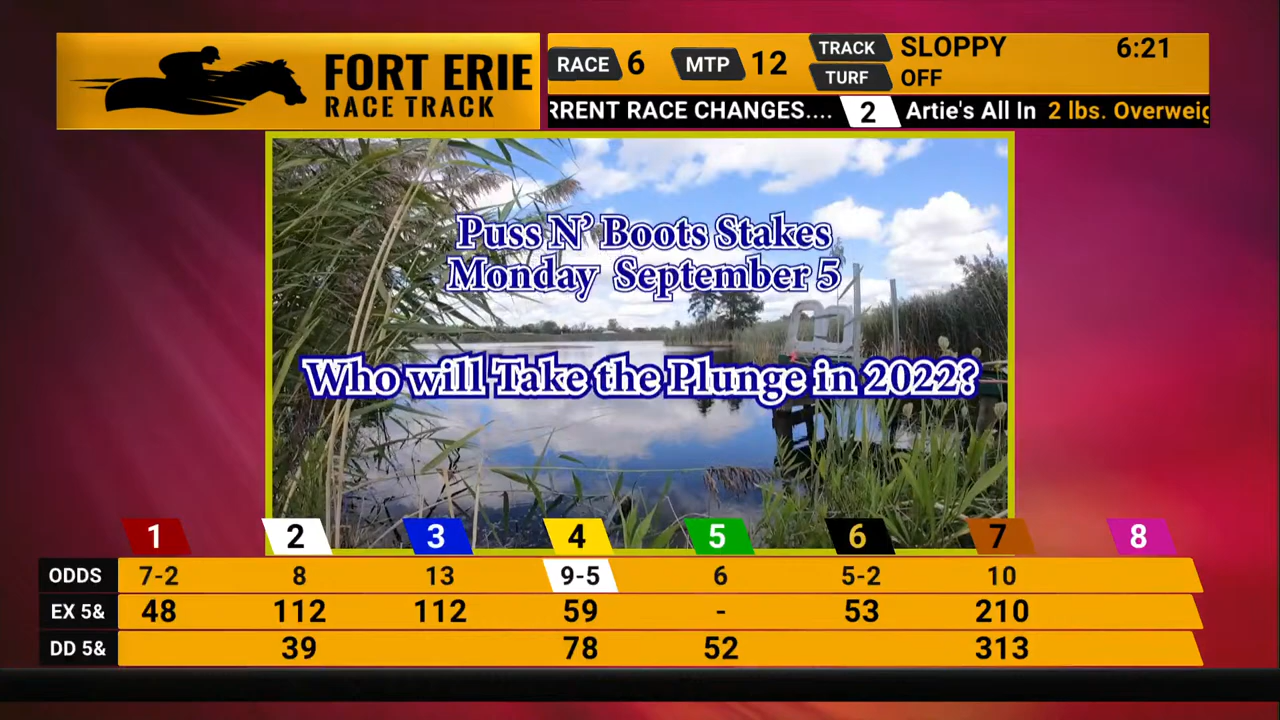 FORT ERIE
RACE TRACK
RACE 6 MTP 12 TRACK SLOPPY 6:21
TURF OFF
RRENT RACE CHANGES.... 2 Artie's All In 2 lbs. Overweig
Puss N' Boots Stakes
Monday September 5
Who will Take the Plunge in 2022?
1 2 3 4 5 6 7 8
ODDS 7-2 8 13 9-5 6 5-2 10
EX 5& 48 112 112 59 - 53 210
DD 5& 39 78 52 313